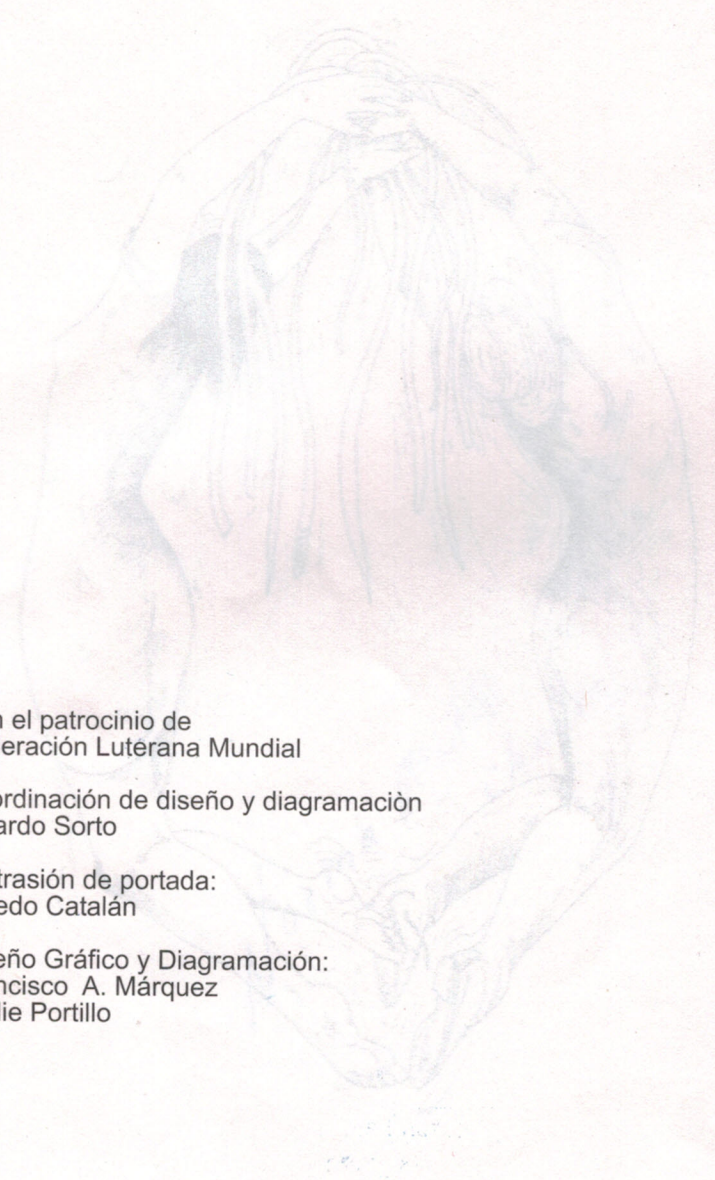 n el patrocinio de
eración Luterana Mundial
ordinación de diseño y diagramaciòn
ardo Sorto
trasión de portada:
edo Catalán
eño Gráfico y Diagramación:
ncisco A. Márquez
lie Portillo